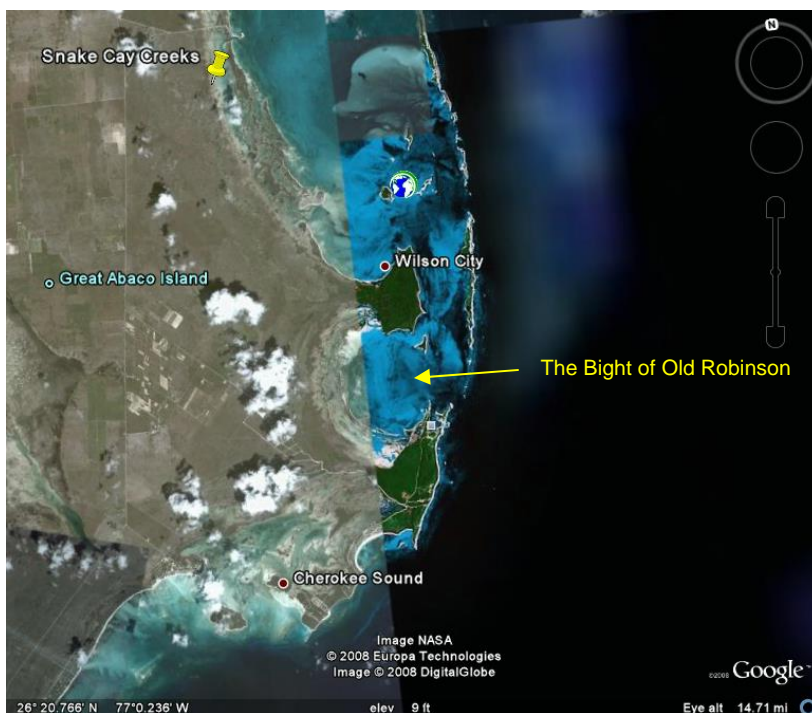 N
Snake Cay Creeks
Wilson City
Great Abaco Island
The Bight of Old Robinson
Cherokee Sound
Image NASA
© 2008 Europa Technologies
Image © 2008 DigitalGlobe
©2008 Google™
26° 20.766' N 77° 0.236' W elev 9 ft Eye alt 14.71 mi